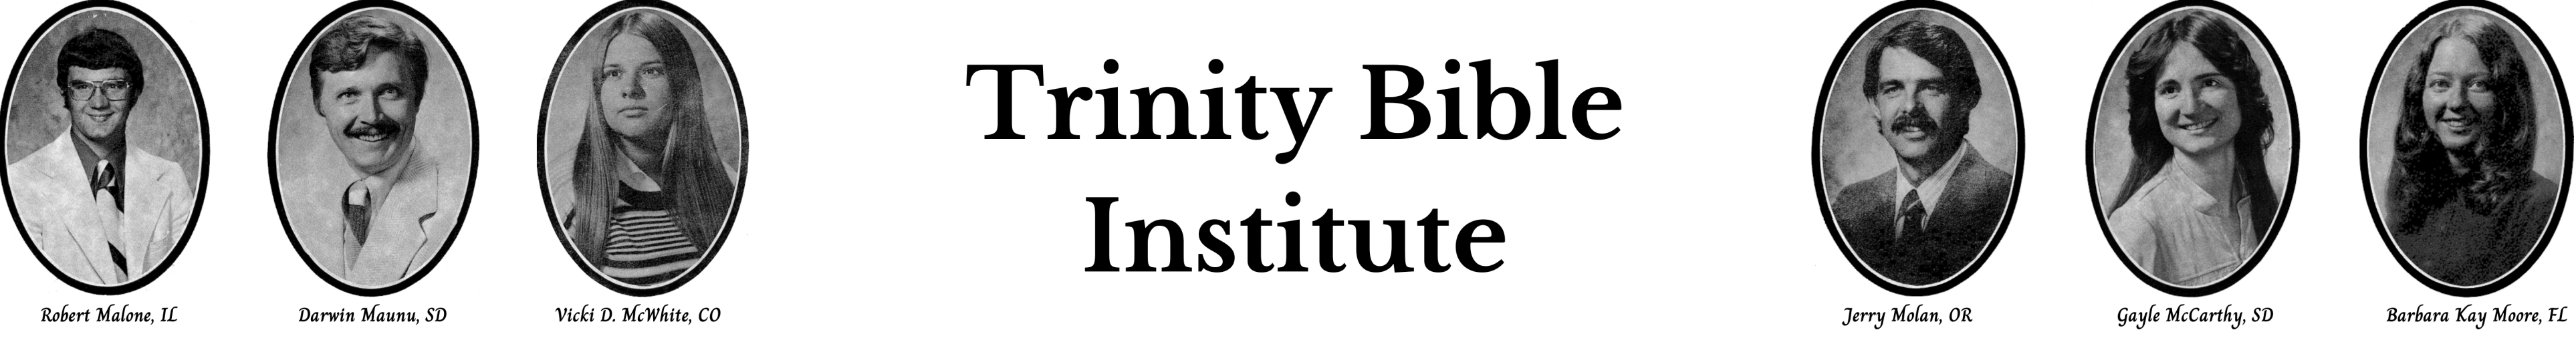 Trinity Bible
Institute
Robert Malone, IL
Darwin Maunu, SD
Vicki D. McWhite, CO
Jerry Molan, OR
Gayle McCarthy, SD
Barbara Kay Moore, FL